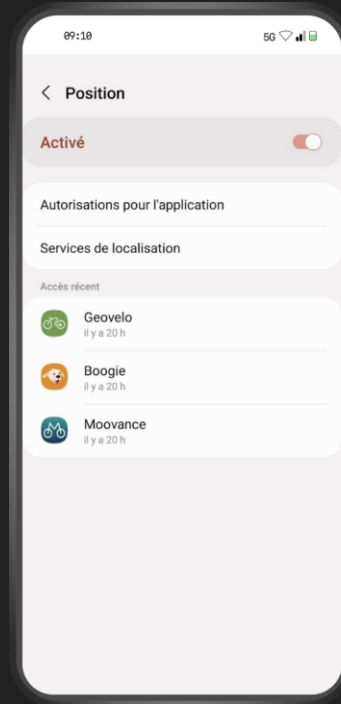 09:10 5G
Position
Activé
Autorisations pour l'application
Services de localisation
Accès récent
Geovelo
il y a 20 h
Boogie
il y a 20 h
Moovance
il y a 20 h